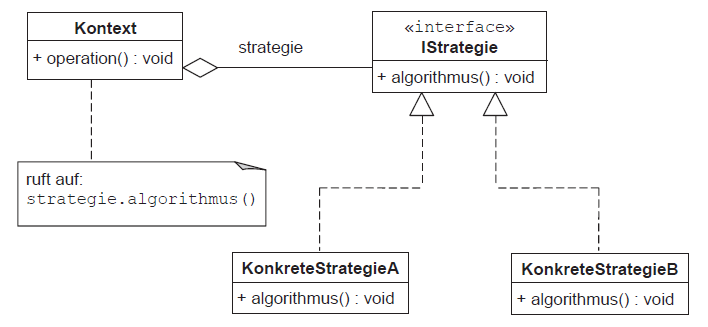 Kontext
+ operation() : void
strategie
«interface»
IStrategie
+ algorithmus() : void
ruft auf:
strategie.algorithmus()
KonkreteStrategieA
+ algorithmus() : void
KonkreteStrategieB
+ algorithmus() : void